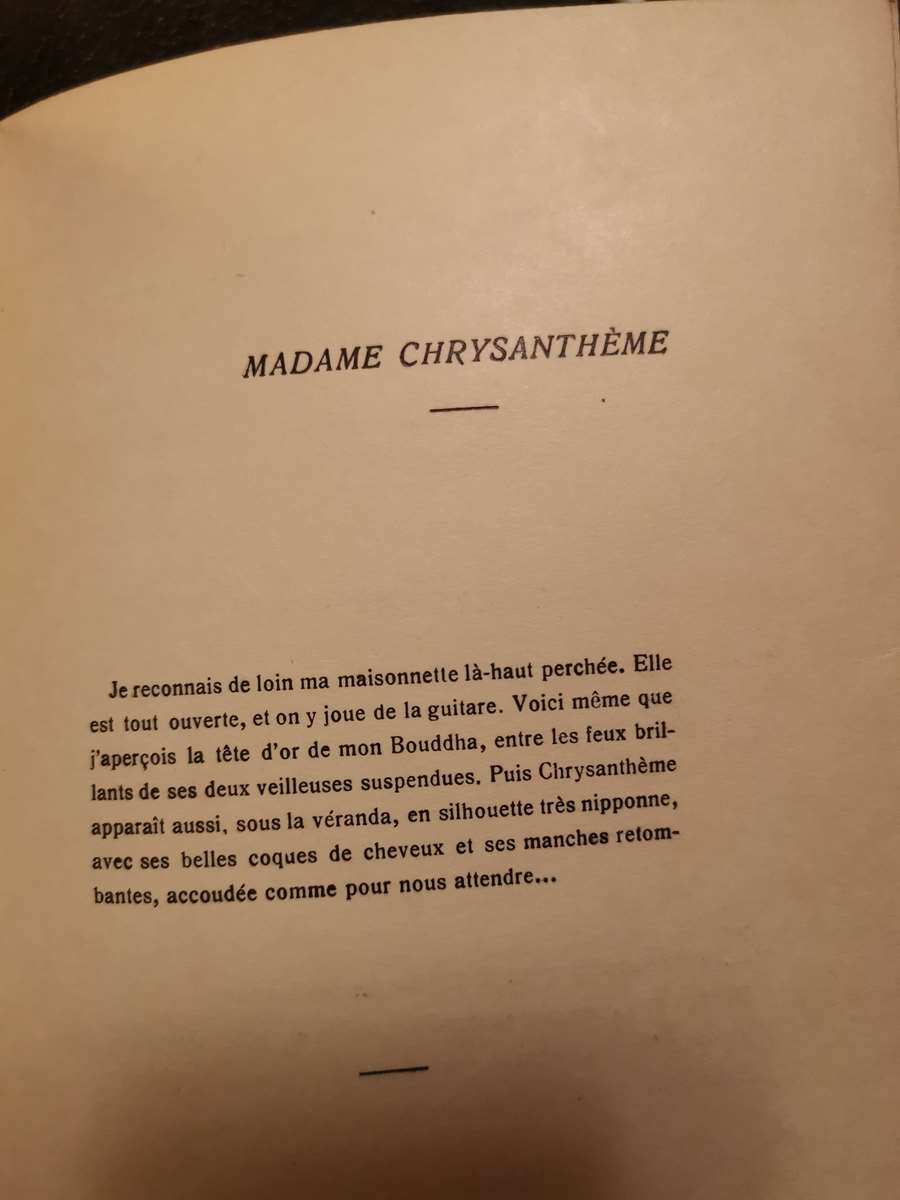 MADAME CHRYSANTHÈME
Je reconnais de loin ma maisonnette là-haut perchée. Elle
est tout ouverte, et on y joue de la guitare. Voici même que
j'aperçois la tête d'or de mon Bouddha, entre les feux bril-
lants de ses deux veilleuses suspendues. Puis Chrysanthème
apparaît aussi, sous la véranda, en silhouette très nipponne,
avec ses belles coques de cheveux et ses manches retom-
bantes, accoudée comme pour nous attendre...